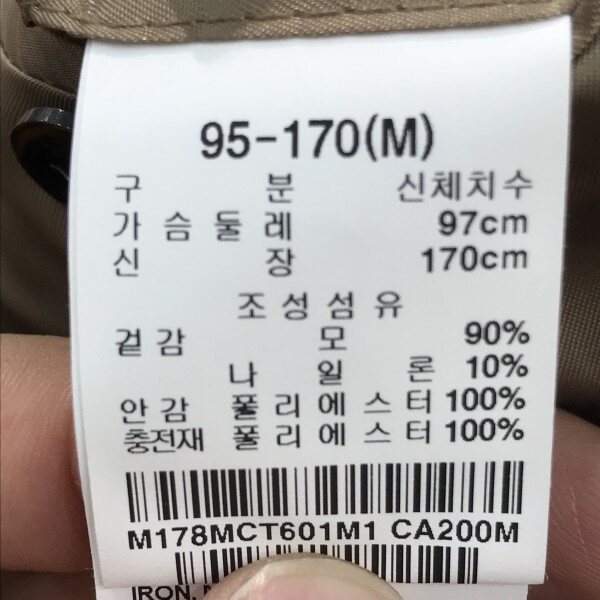 95-170(M)
구 분 신체치수
가슴둘레 97cm
신 장 170cm
조성섬유
겉감 모 90%
나일론 10%
안감 폴리에스터 100%
충전재 폴리에스터 100%
M178MCT601M1 CA200M
IRON,